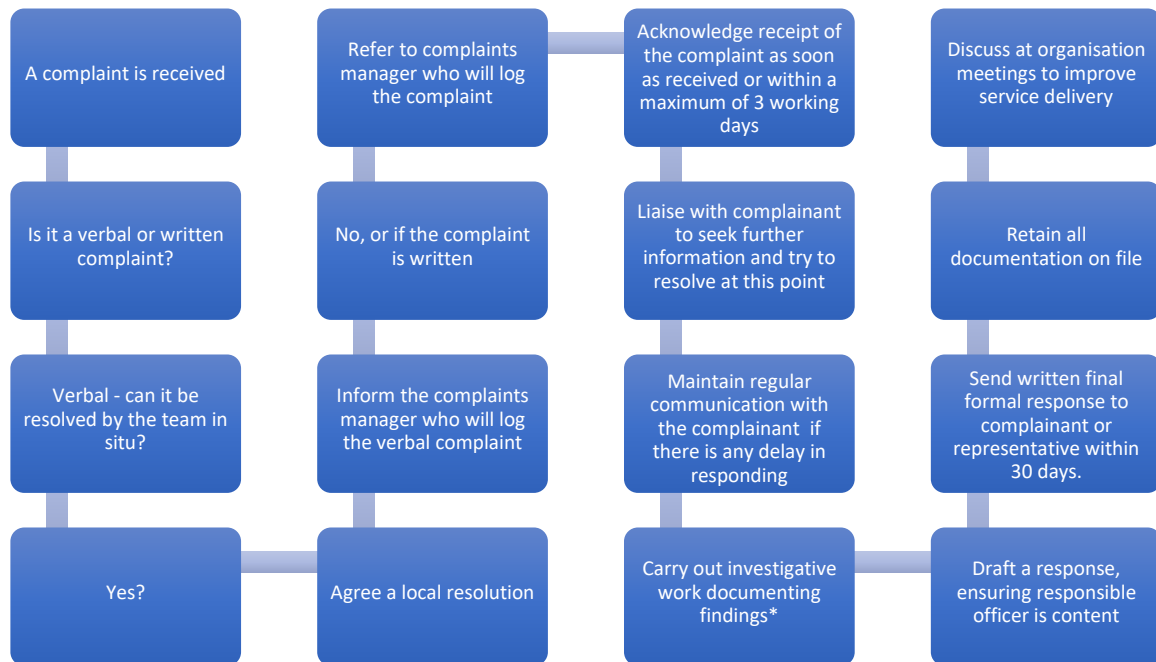 A complaint is received
Is it a verbal or written
complaint?
Verbal - can it be
resolved by the team in
situ?
Yes?
Agree a local resolution
Inform the complaints
manager who will log
the verbal complaint
No, or if the complaint
is written
Refer to complaints
manager who will log
the complaint
Acknowledge receipt of
the complaint as soon
as received or within a
maximum of 3 working
days
Liaise with complainant
to seek further
information and try to
resolve at this point
Maintain regular
communication with
the complainant if
there is any delay in
responding
Carry out investigative
work documenting
findings*
Draft a response,
ensuring responsible
officer is content
Send written final
formal response to
complainant or
representative within
30 days.
Retain all
documentation on file
Discuss at organisation
meetings to improve
service delivery